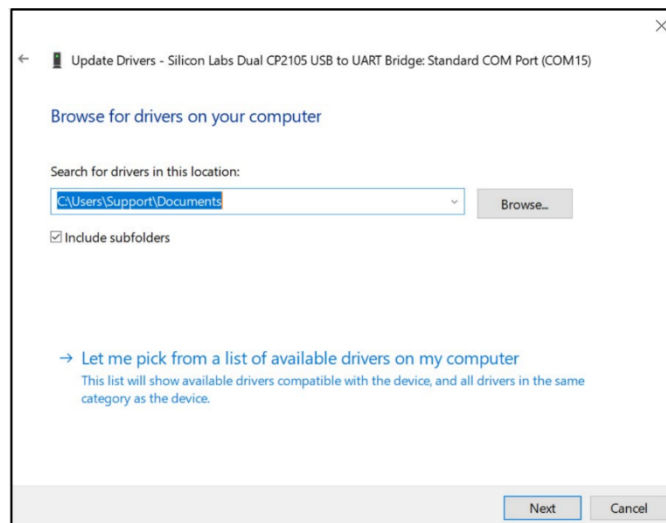 Update Drivers - Silicon Labs Dual CP2105 USB to UART Bridge: Standard COM Port (COM15)
Browse for drivers on your computer
Search for drivers in this location:
C:\Users\Support\Documents
Browse...
Include subfolders
Let me pick from a list of available drivers on my computer
This list will show available drivers compatible with the device, and all drivers in the same
category as the device.
Next Cancel